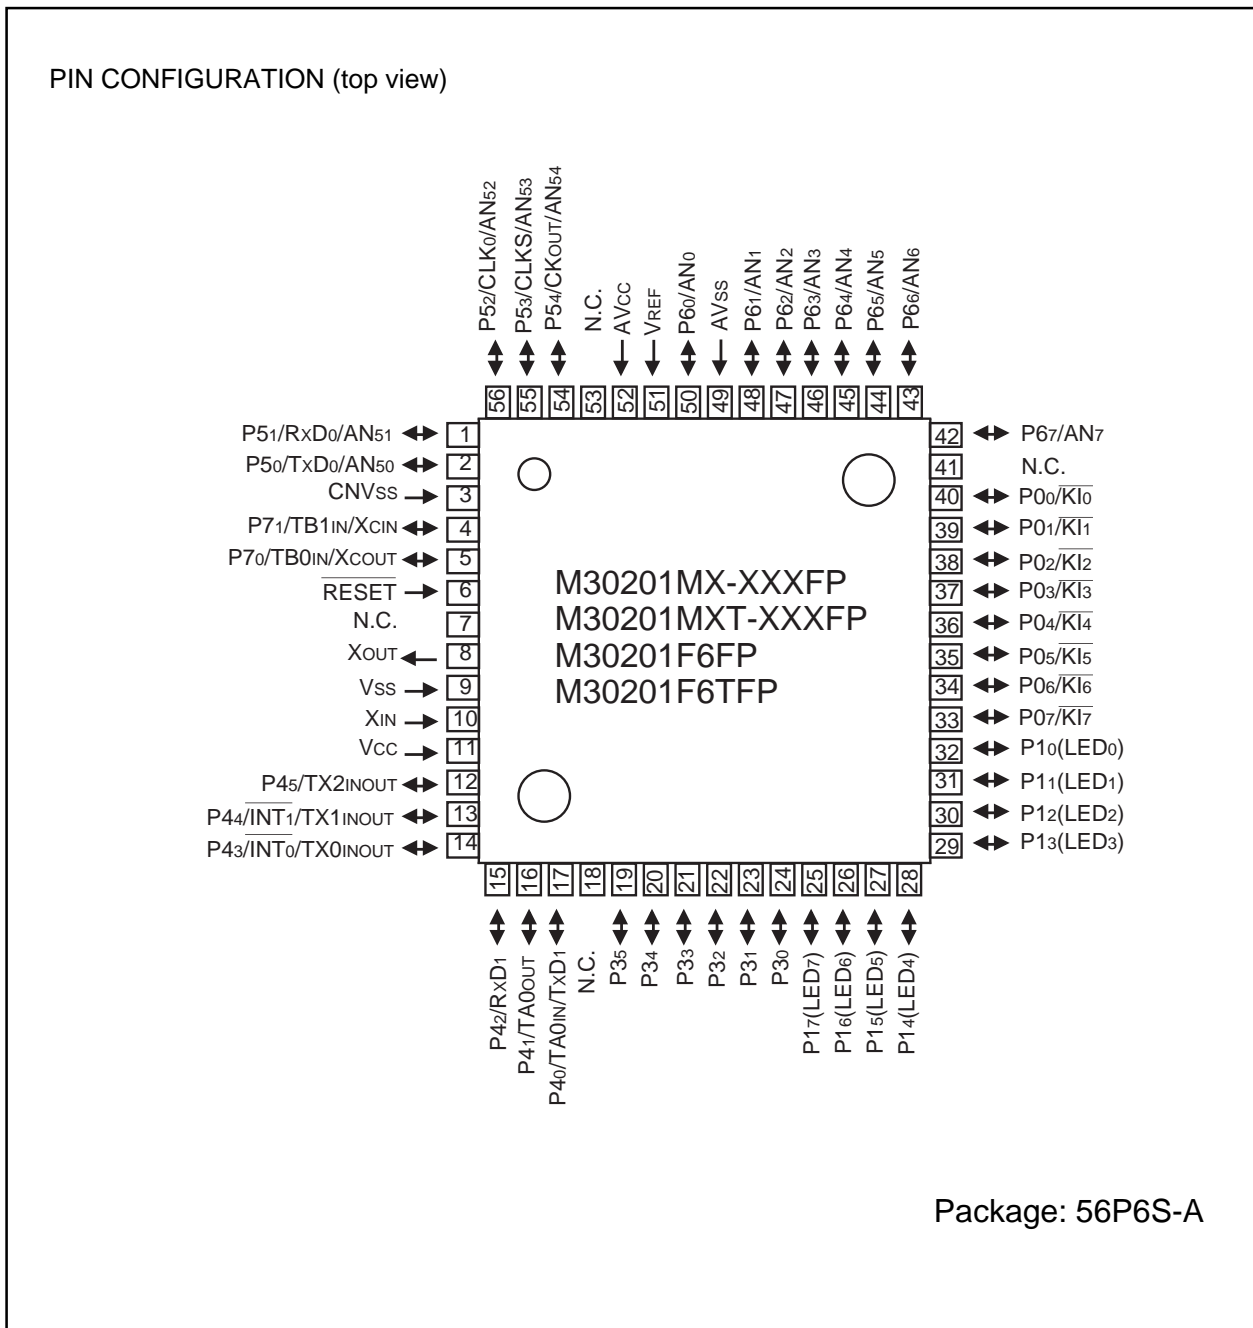 PIN CONFIGURATION (top view)
P52/CLK0/AN52
P53/CLKS/AN53
P54/CKOUT/AN54
N.C.
AVCC
VREF
P60/AN0
AVSS
P61/AN1
P62/AN2
P63/AN3
P64/AN4
P65/AN5
P66/AN6
56 55 54 53 52 51 50 49 48 47 46 45 44 43
P51/RXD0/AN51 1
P50/TXD0/AN50 2
CNVSS 3
P71/TB1IN/XCIN 4
P70/TB0IN/XCOUT 5
RESET 6
N.C. 7
XOUT 8
VSS 9
XIN 10
VCC 11
P45/TX2INOUT 12
P44/INT1/TX1INOUT 13
P43/INT0/TX0INOUT 14
M30201MX-XXXFP
M30201MXT-XXXFP
M30201F6FP
M30201F6TFP
42 P67/AN7
41 N.C.
40 P00/KI0
39 P01/KI1
38 P02/KI2
37 P03/KI3
36 P04/KI4
35 P05/KI5
34 P06/KI6
33 P07/KI7
32 P10(LED0)
31 P11(LED1)
30 P12(LED2)
29 P13(LED3)
15 16 17 18 19 20 21 22 23 24 25 26 27 28
P42/RXD1
P41/TA0OUT
P40/TA0IN/TXD1
N.C.
P35
P34
P33
P32
P31
P30
P17(LED7)
P16(LED6)
P15(LED5)
P14(LED4)
Package: 56P6S-A